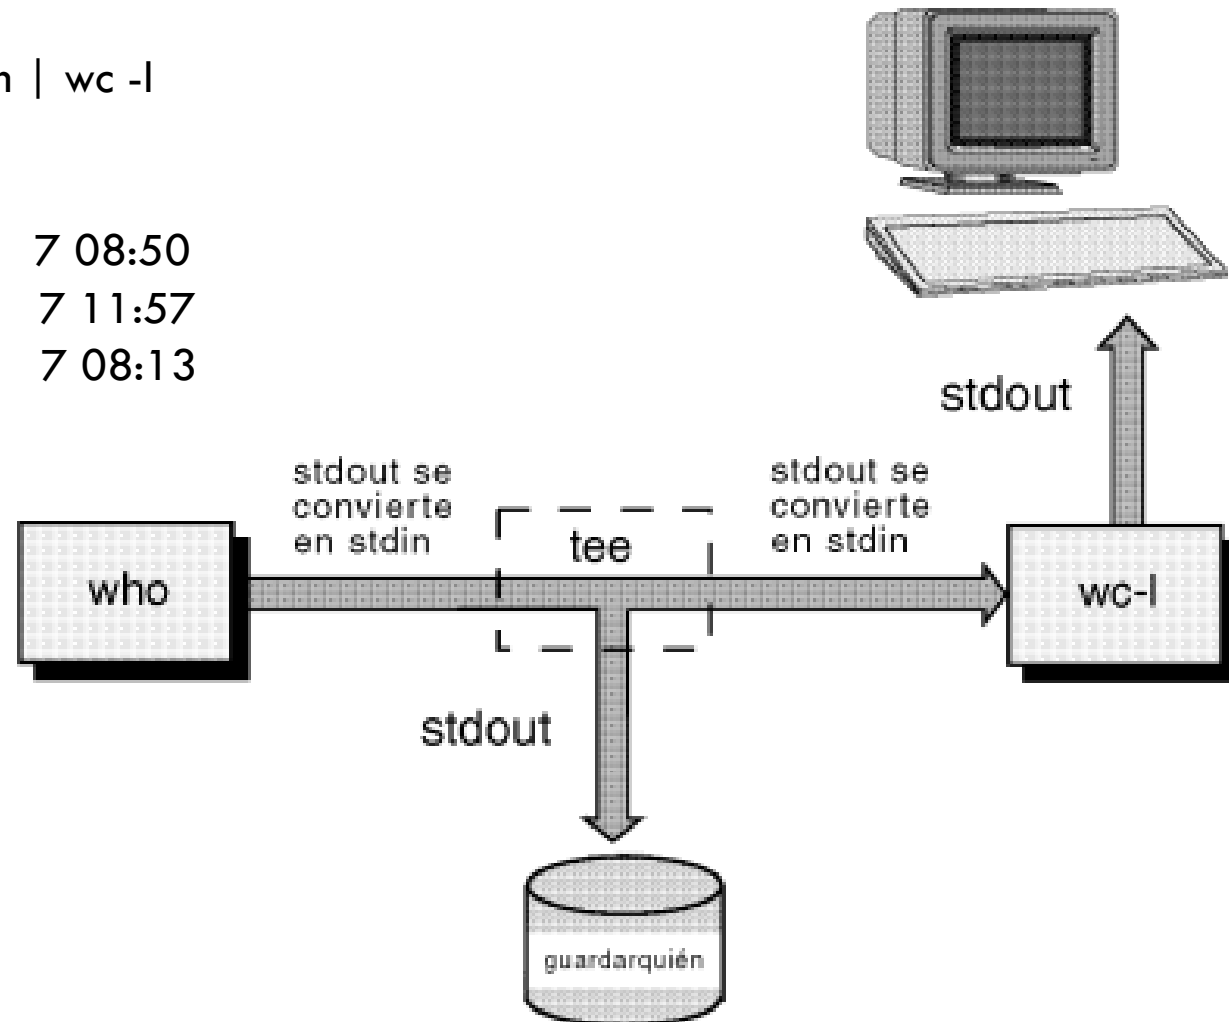 n | wc -l
7 08:50
7 11:57
7 08:13
stdout
stdout se
convierte
en stdin
stdout se
convierte
en stdin
tee
who
wc-l
stdout
guardarquién